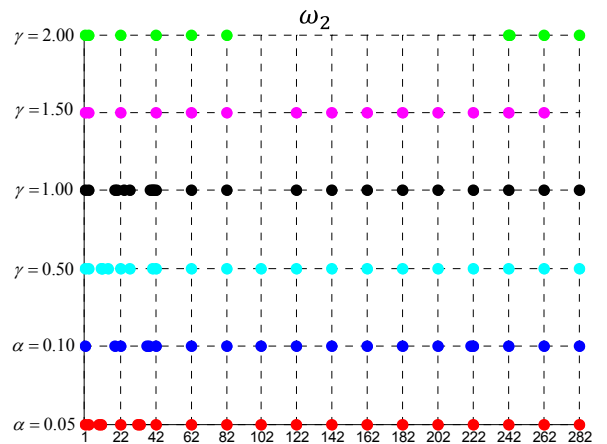 ω₂
γ = 2.00
γ = 1.50
γ = 1.00
γ = 0.50
α = 0.10
α = 0.05
1 22 42 62 82 102 122 142 162 182 202 222 242 262 282